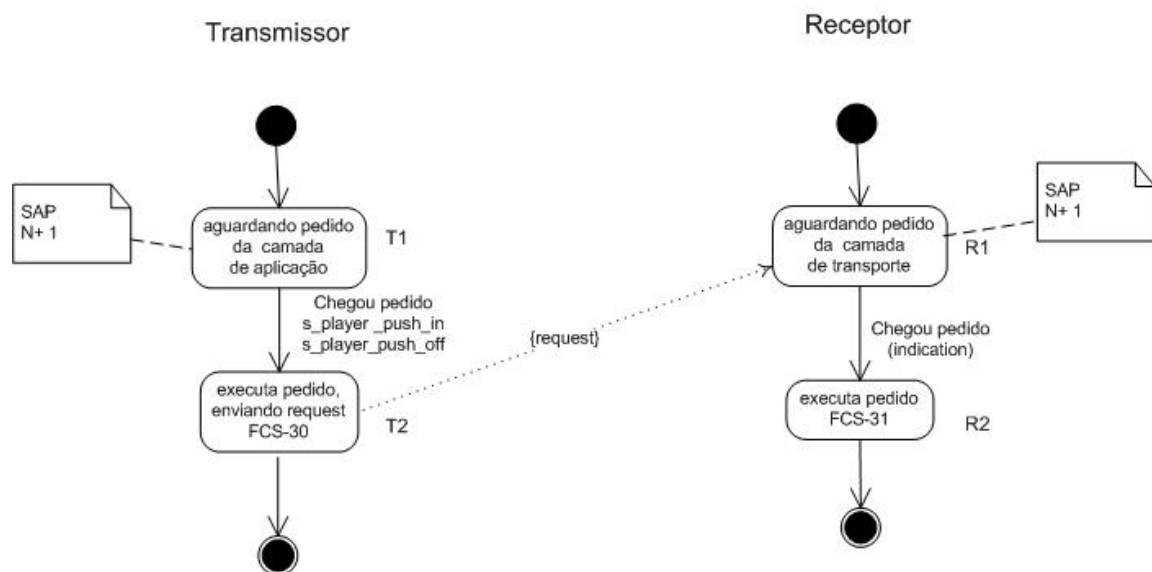 Transmissor
Receptor
SAP
N+ 1
aguardando pedido
da camada
de aplicação
T1
Chegou pedido
s_player _push_in
s_player_push_off
executa pedido,
enviando request
FCS-30
T2
{request}
aguardando pedido
da camada
de transporte
R1
SAP
N+ 1
Chegou pedido
(indication)
executa pedido
FCS-31
R2